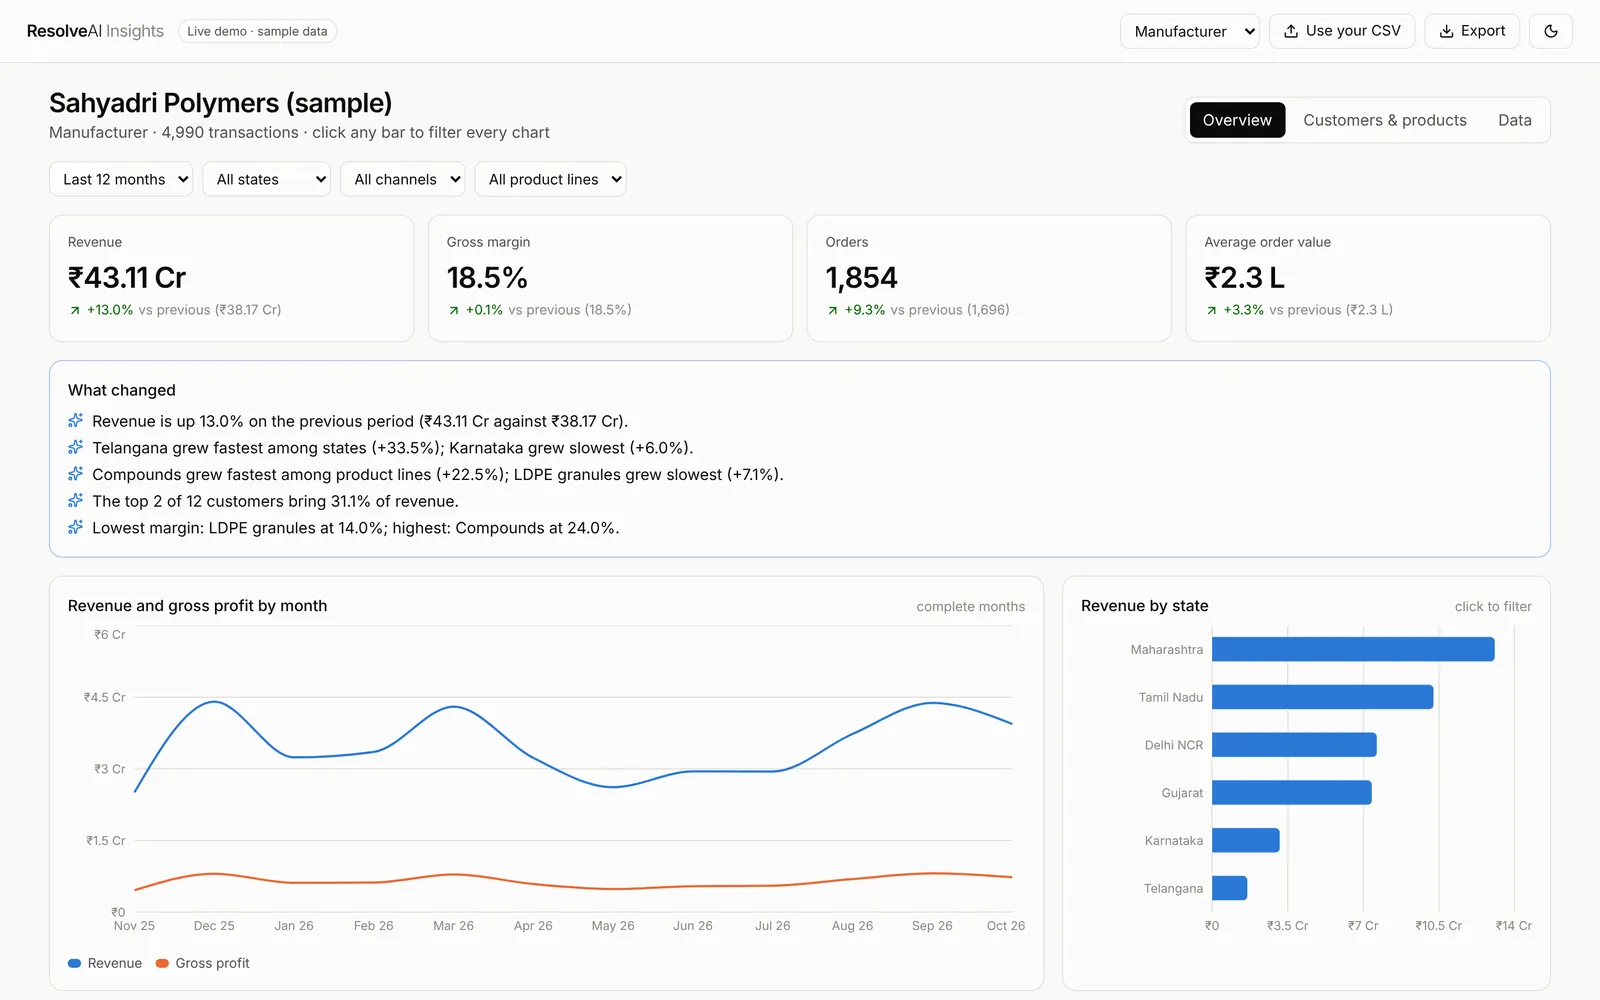 ResolveAI Insights
Live demo · sample data
Manufacturer
Use your CSV
Export
Sahyadri Polymers (sample)
Manufacturer · 4,990 transactions · click any bar to filter every chart
Overview
Customers & products
Data
Last 12 months
All states
All channels
All product lines
Revenue
₹43.11 Cr
+13.0% vs previous (₹38.17 Cr)
Gross margin
18.5%
+0.1% vs previous (18.5%)
Orders
1,854
+9.3% vs previous (1,696)
Average order value
₹2.3 L
+3.3% vs previous (₹2.3 L)
What changed
Revenue is up 13.0% on the previous period (₹43.11 Cr against ₹38.17 Cr).
Telangana grew fastest among states (+33.5%); Karnataka grew slowest (+6.0%).
Compounds grew fastest among product lines (+22.5%); LDPE granules grew slowest (+7.1%).
The top 2 of 12 customers bring 31.1% of revenue.
Lowest margin: LDPE granules at 14.0%; highest: Compounds at 24.0%.
Revenue and gross profit by month
complete months
₹6 Cr
₹4.5 Cr
₹3 Cr
₹1.5 Cr
₹0
Nov 25 Dec 25 Jan 26 Feb 26 Mar 26 Apr 26 May 26 Jun 26 Jul 26 Aug 26 Sep 26 Oct 26
Revenue
Gross profit
Revenue by state
click to filter
Maharashtra
Tamil Nadu
Delhi NCR
Gujarat
Karnataka
Telangana
₹0 ₹3.5 Cr ₹7 Cr ₹10.5 Cr ₹14 Cr